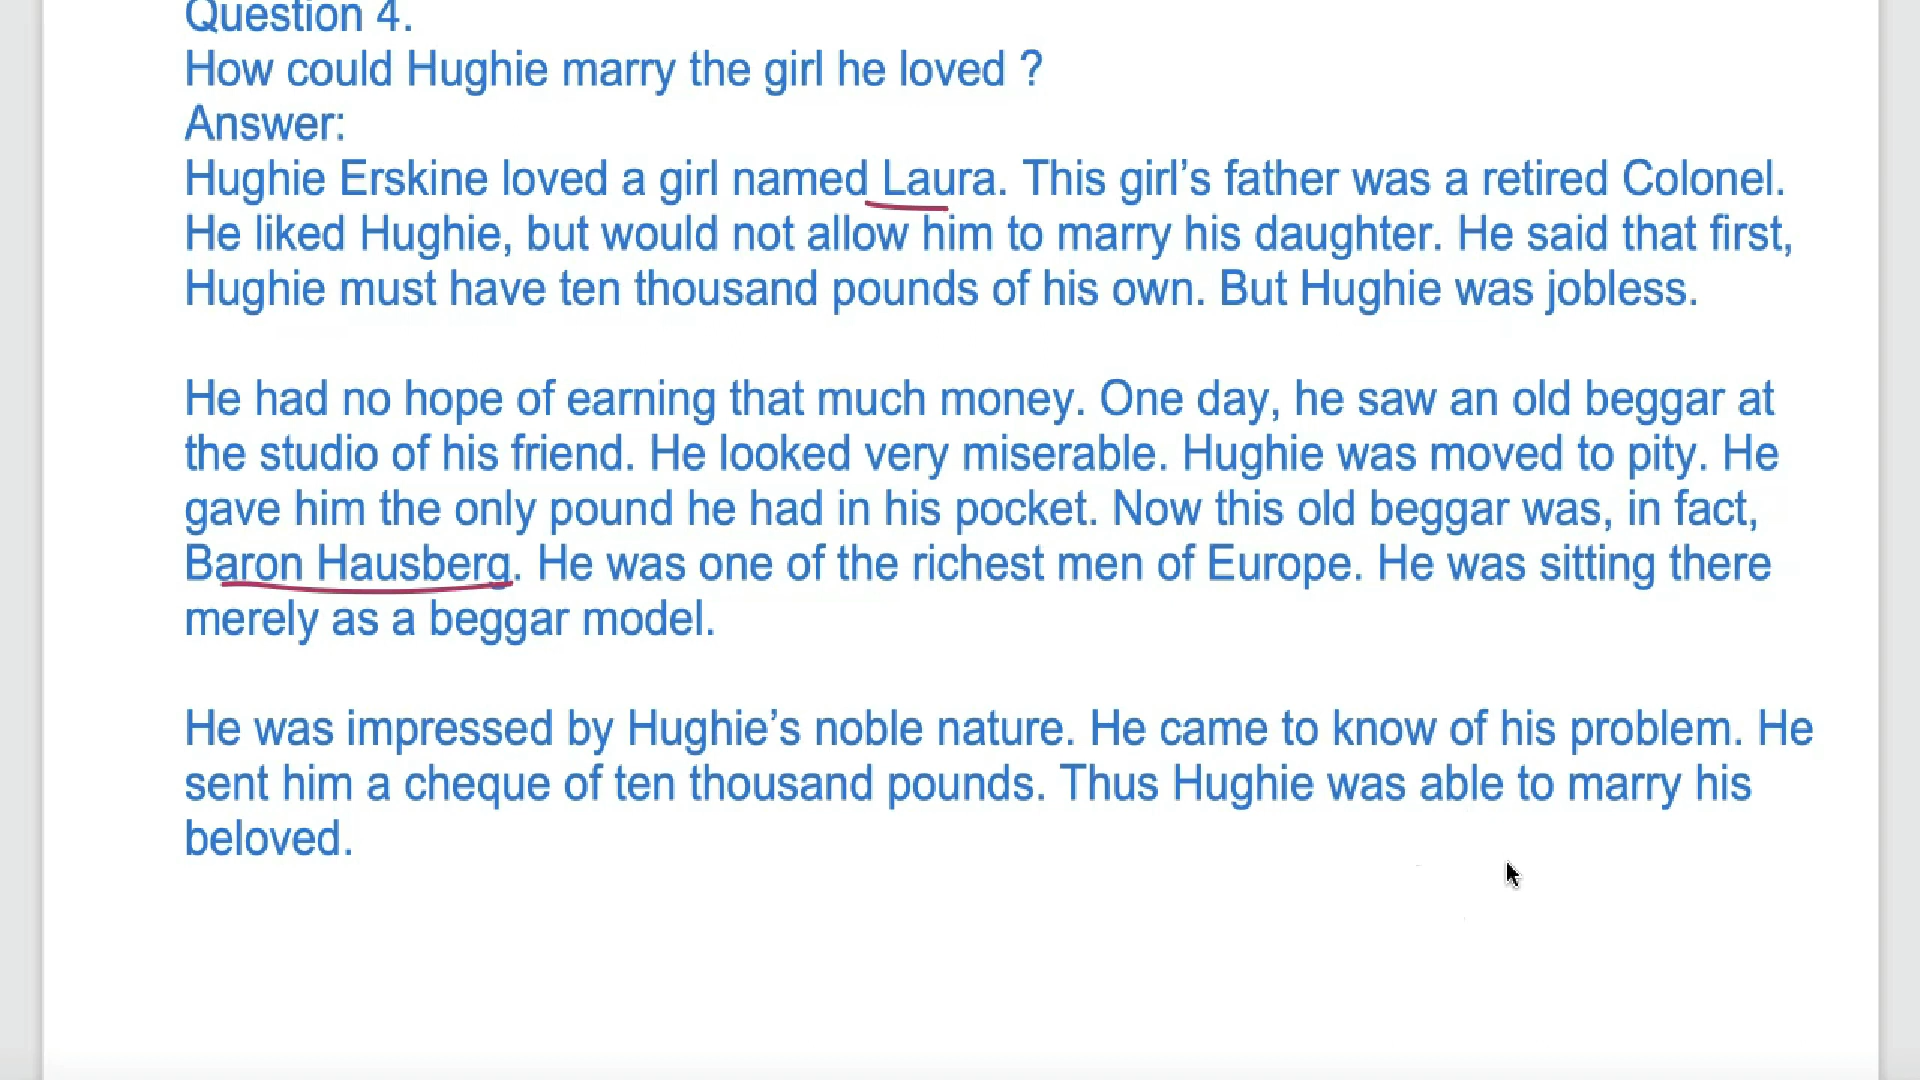 Question 4.
How could Hughie marry the girl he loved ?
Answer:
Hughie Erskine loved a girl named Laura. This girl’s father was a retired Colonel.
He liked Hughie, but would not allow him to marry his daughter. He said that first,
Hughie must have ten thousand pounds of his own. But Hughie was jobless.
He had no hope of earning that much money. One day, he saw an old beggar at
the studio of his friend. He looked very miserable. Hughie was moved to pity. He
gave him the only pound he had in his pocket. Now this old beggar was, in fact,
Baron Hausberg. He was one of the richest men of Europe. He was sitting there
merely as a beggar model.
He was impressed by Hughie’s noble nature. He came to know of his problem. He
sent him a cheque of ten thousand pounds. Thus Hughie was able to marry his
beloved.